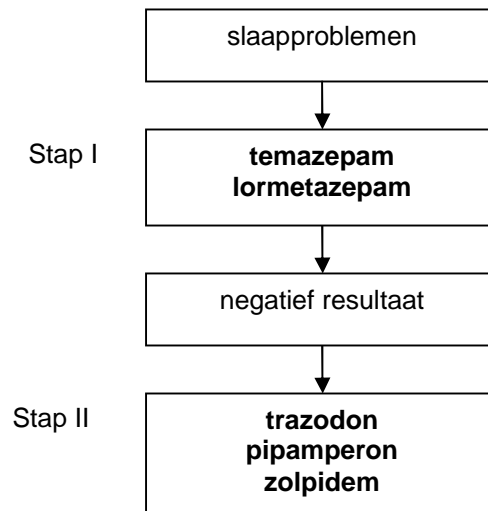 slaapproblemen
Stap I
temazepam
lormetazepam
negatief resultaat
Stap II
trazodon
pipamperon
zolpidem